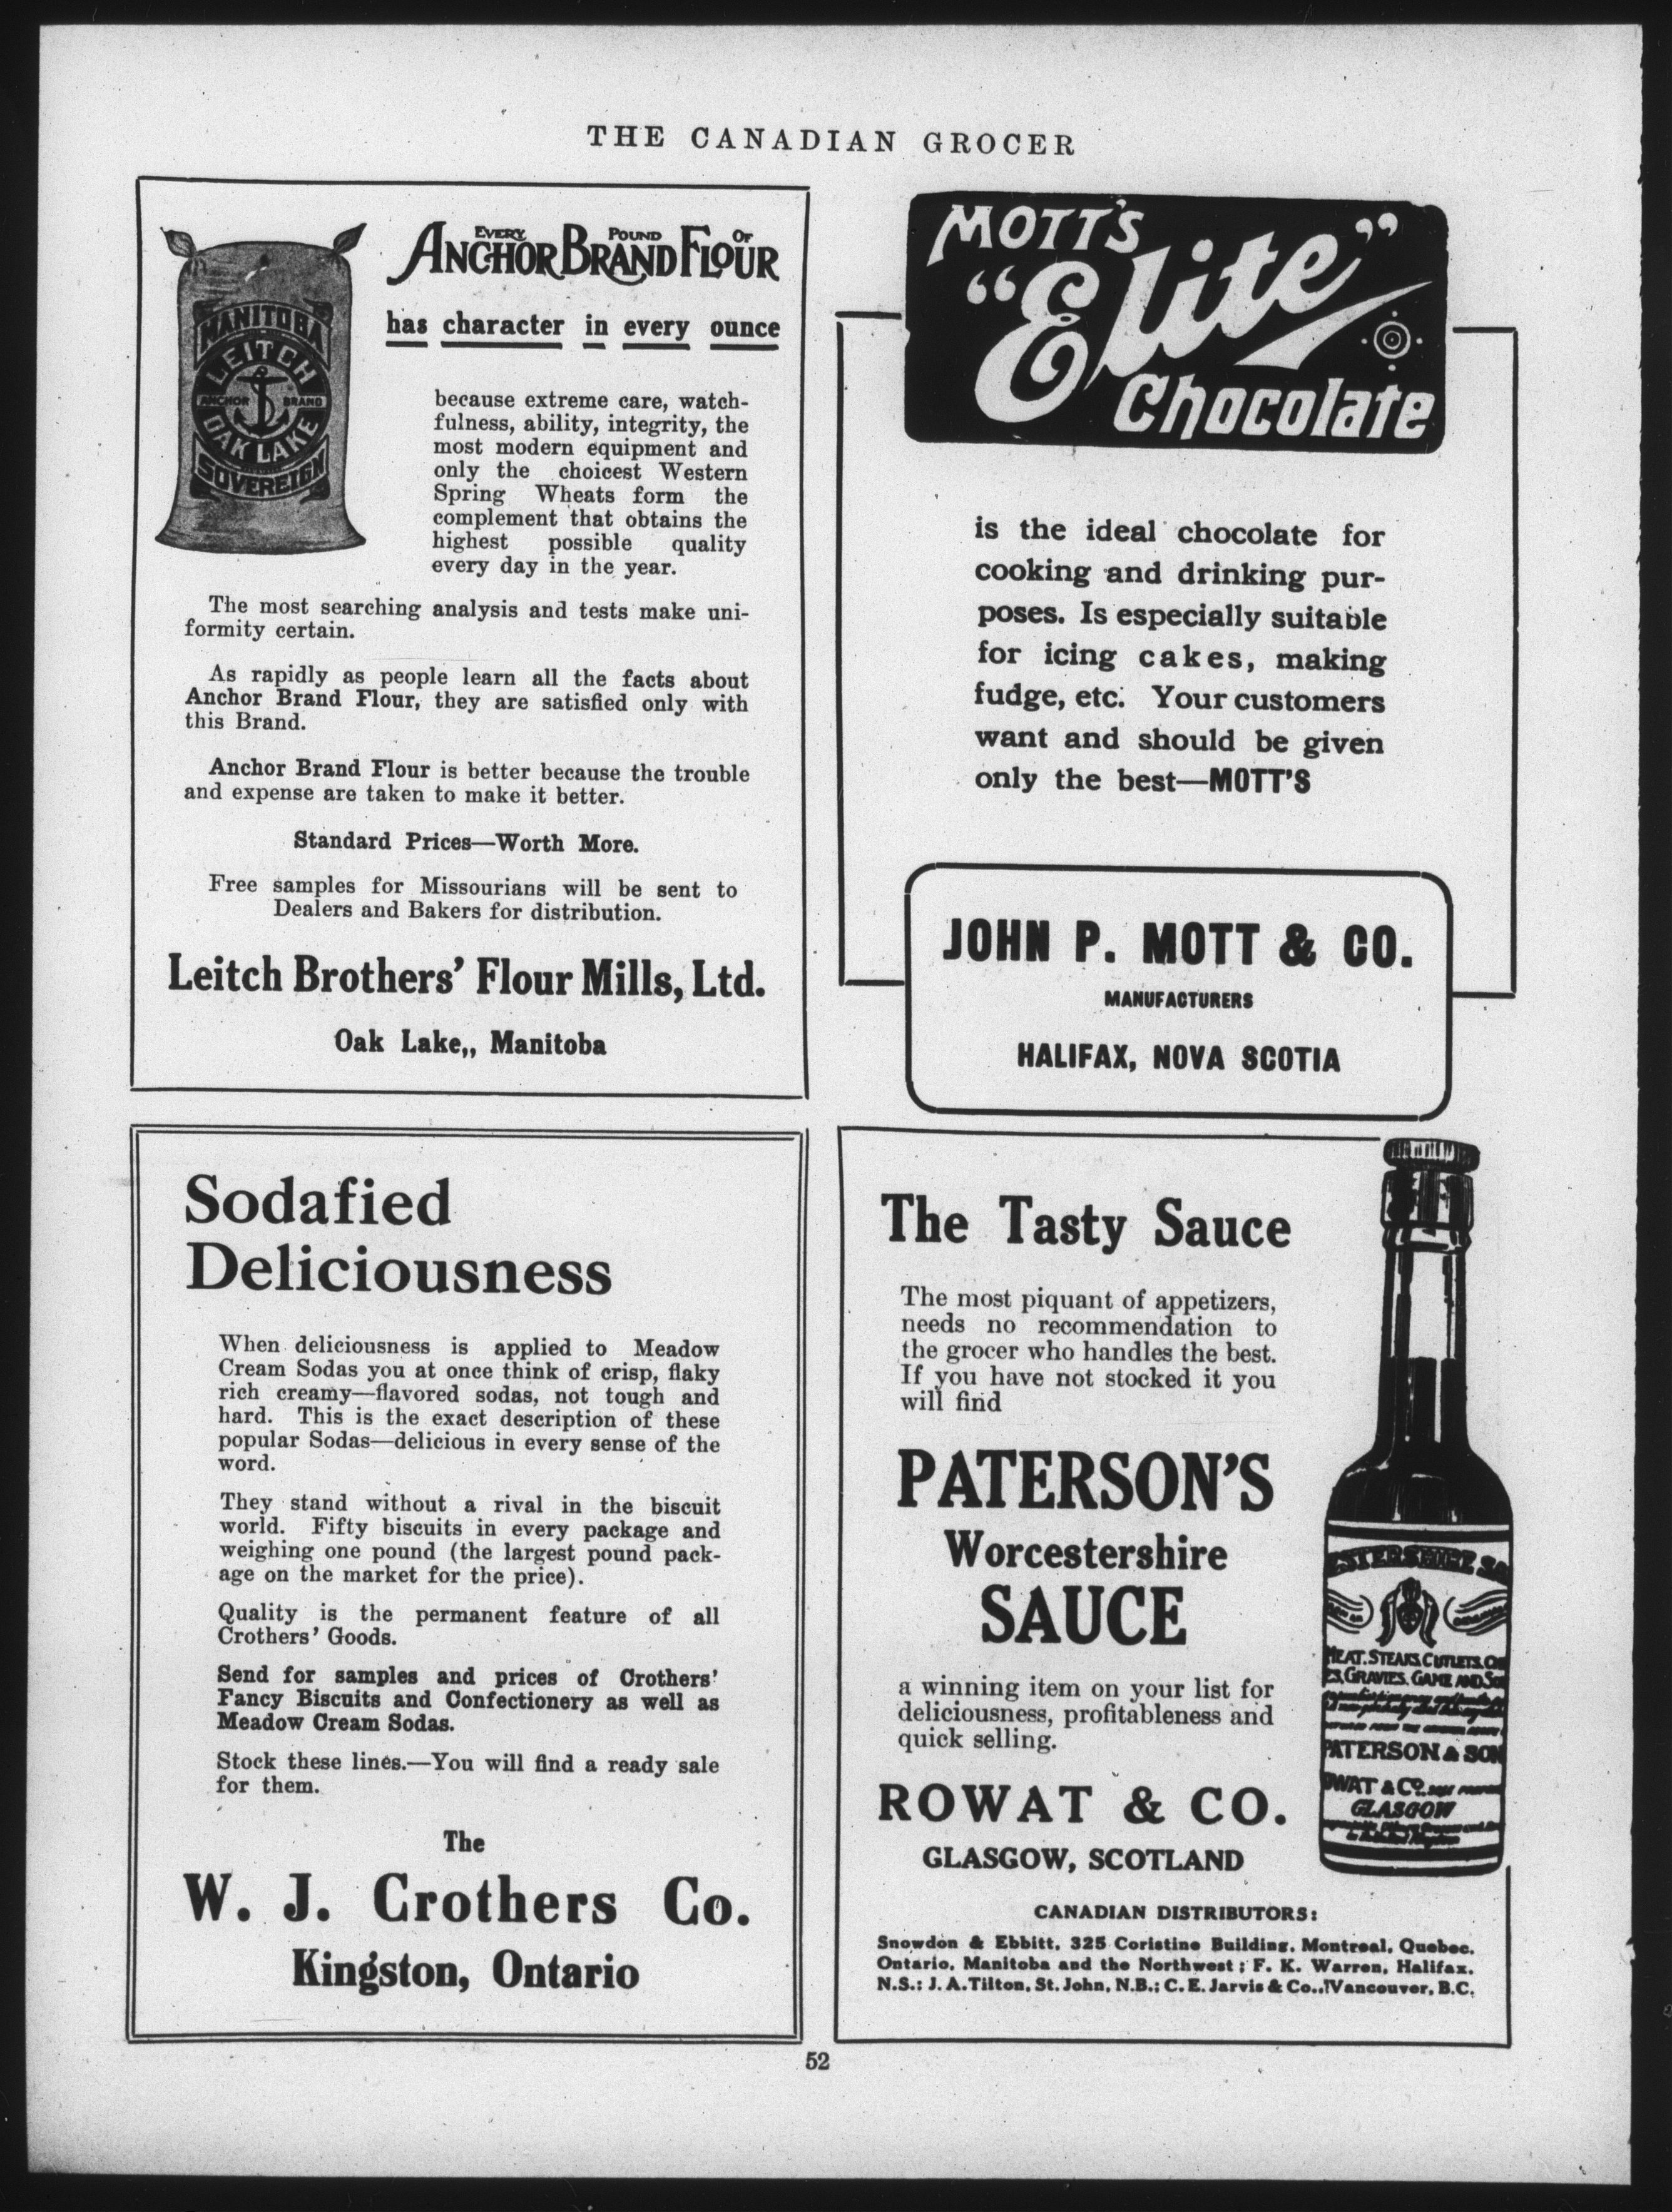 THE CANADIAN GROCER
EVERY POUND OF
ANCHOR BRAND FLOUR
has character in every ounce
MANITOBA
LEITCH
ANCHOR BRAND
OAK LAKE
SOVEREIGN
because extreme care, watch-
fulness, ability, integrity, the
most modern equipment and
only the choicest Western
Spring Wheats form the
complement that obtains the
highest possible quality
every day in the year.
The most searching analysis and tests make uni-
formity certain.
As rapidly as people learn all the facts about
Anchor Brand Flour, they are satisfied only with
this Brand.
Anchor Brand Flour is better because the trouble
and expense are taken to make it better.
Standard Prices—Worth More.
Free samples for Missourians will be sent to
Dealers and Bakers for distribution.
Leitch Brothers' Flour Mills, Ltd.
Oak Lake,, Manitoba
MOTT'S
"Elite"
Chocolate
is the ideal chocolate for
cooking and drinking pur-
poses. Is especially suitable
for icing cakes, making
fudge, etc. Your customers
want and should be given
only the best—MOTT'S
JOHN P. MOTT & CO.
MANUFACTURERS
HALIFAX, NOVA SCOTIA
Sodafied
Deliciousness
When deliciousness is applied to Meadow
Cream Sodas you at once think of crisp, flaky
rich creamy—flavored sodas, not tough and
hard. This is the exact description of these
popular Sodas—delicious in every sense of the
word.
They stand without a rival in the biscuit
world. Fifty biscuits in every package and
weighing one pound (the largest pound pack-
age on the market for the price).
Quality is the permanent feature of all
Crothers' Goods.
Send for samples and prices of Crothers'
Fancy Biscuits and Confectionery as well as
Meadow Cream Sodas.
Stock these lines.—You will find a ready sale
for them.
The
W. J. Crothers Co.
Kingston, Ontario
The Tasty Sauce
The most piquant of appetizers,
needs no recommendation to
the grocer who handles the best.
If you have not stocked it you
will find
PATERSON'S
Worcestershire
SAUCE
a winning item on your list for
deliciousness, profitableness and
quick selling.
ROWAT & CO.
GLASGOW, SCOTLAND
ESTERSHIRE SA
MEAT. STEAKS. CUTLETS. CH
ES. GRAVIES. GAME AND SO
PATERSON & SON
OWAT & CO.
GLASGOW
CANADIAN DISTRIBUTORS:
Snowdon & Ebbitt, 325 Coristine Building, Montreal, Quebec,
Ontario, Manitoba and the Northwest; F. K. Warren, Halifax,
N.S.; J. A. Tilton, St. John, N.B.; C. E. Jarvis & Co., Vancouver, B.C.
52